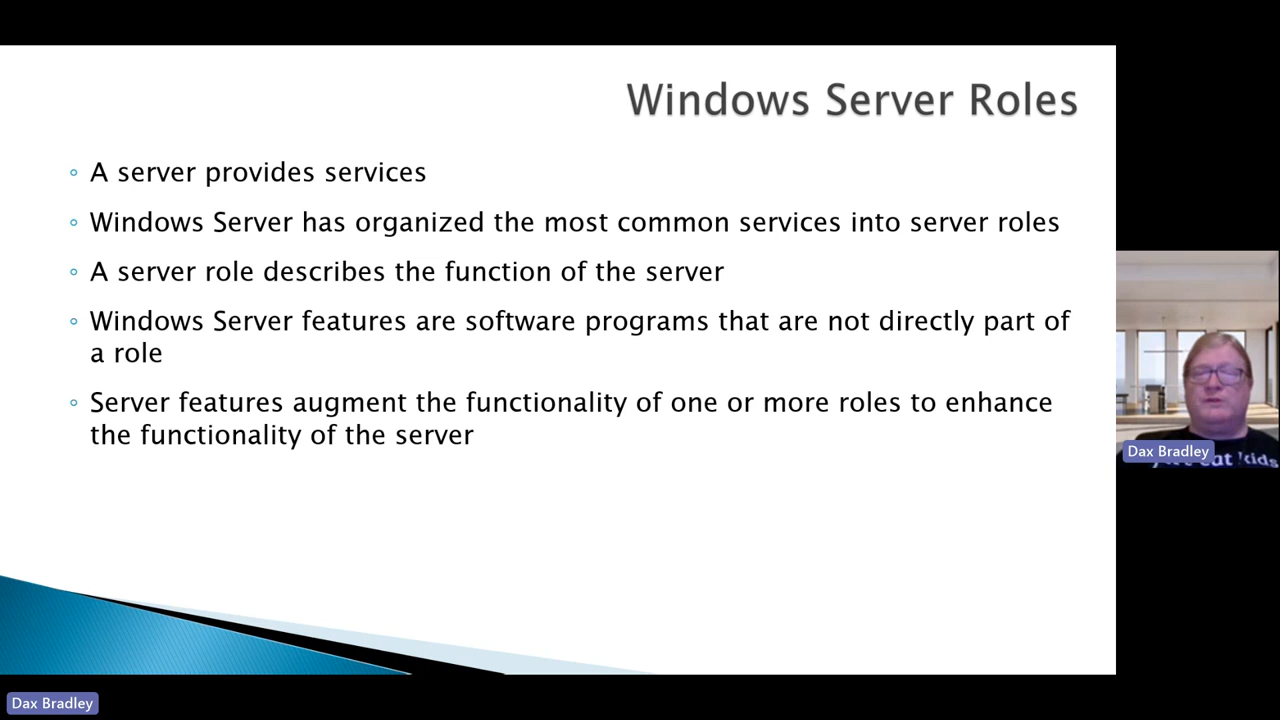 Windows Server Roles
A server provides services
Windows Server has organized the most common services into server roles
A server role describes the function of the server
Windows Server features are software programs that are not directly part of
a role
Server features augment the functionality of one or more roles to enhance
the functionality of the server
Dax Bradley
kids
Dax Bradley